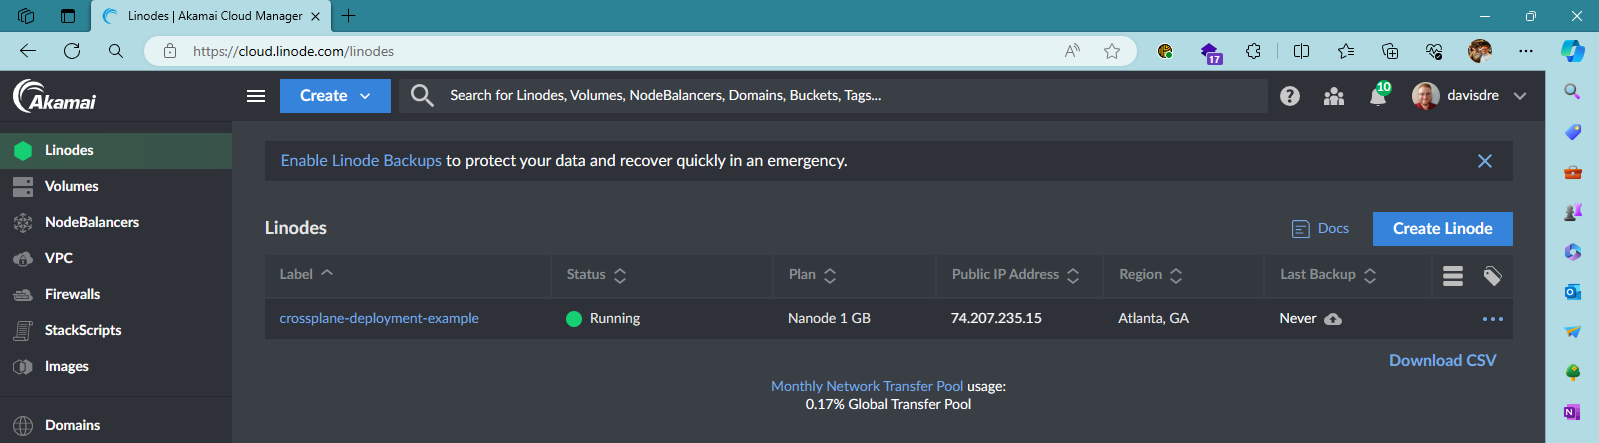 Linodes | Akamai Cloud Manager
https://cloud.linode.com/linodes
17
Akamai
Create
Search for Linodes, Volumes, NodeBalancers, Domains, Buckets, Tags...
10
davisdre
Linodes
Volumes
NodeBalancers
VPC
Firewalls
StackScripts
Images
Domains
Enable Linode Backups to protect your data and recover quickly in an emergency.
Linodes
Docs
Create Linode
Label Status Plan Public IP Address Region Last Backup
crossplane-deployment-example Running Nanode 1 GB 74.207.235.15 Atlanta, GA Never
Download CSV
Monthly Network Transfer Pool usage:
0.17% Global Transfer Pool